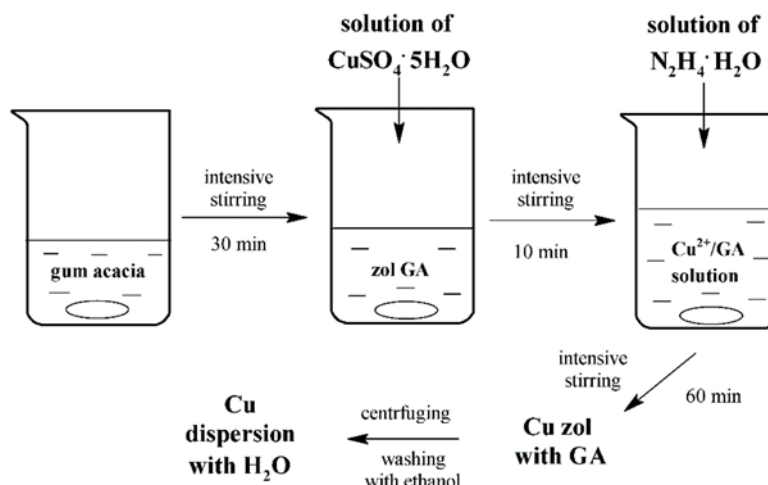 solution of
CuSO₄·5H₂O
solution of
N₂H₄·H₂O
intensive
stirring
30 min
intensive
stirring
10 min
gum acacia
zol GA
Cu²⁺/GA
solution
intensive
stirring
60 min
Cu zol
with GA
centrfuging
washing
with ethanol
Cu
dispersion
with H₂O